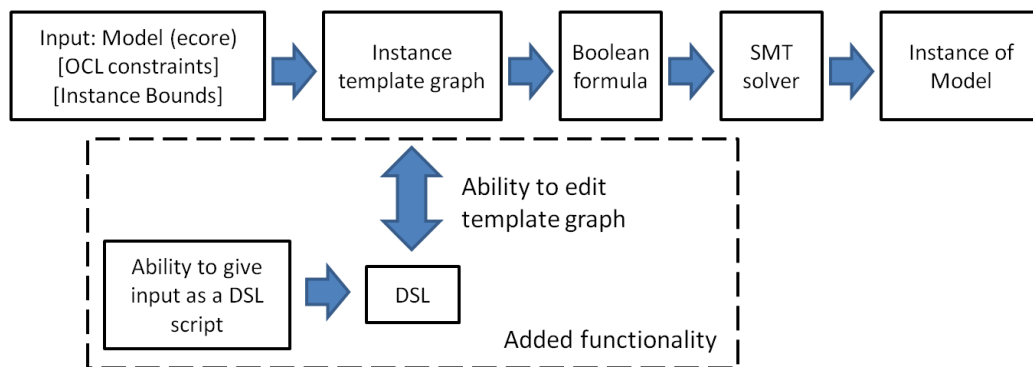 Input: Model (ecore)
[OCL constraints]
[Instance Bounds]
Instance
template graph
Boolean
formula
SMT
solver
Instance of
Model
Ability to edit
template graph
Ability to give
input as a DSL
script
DSL
Added functionality